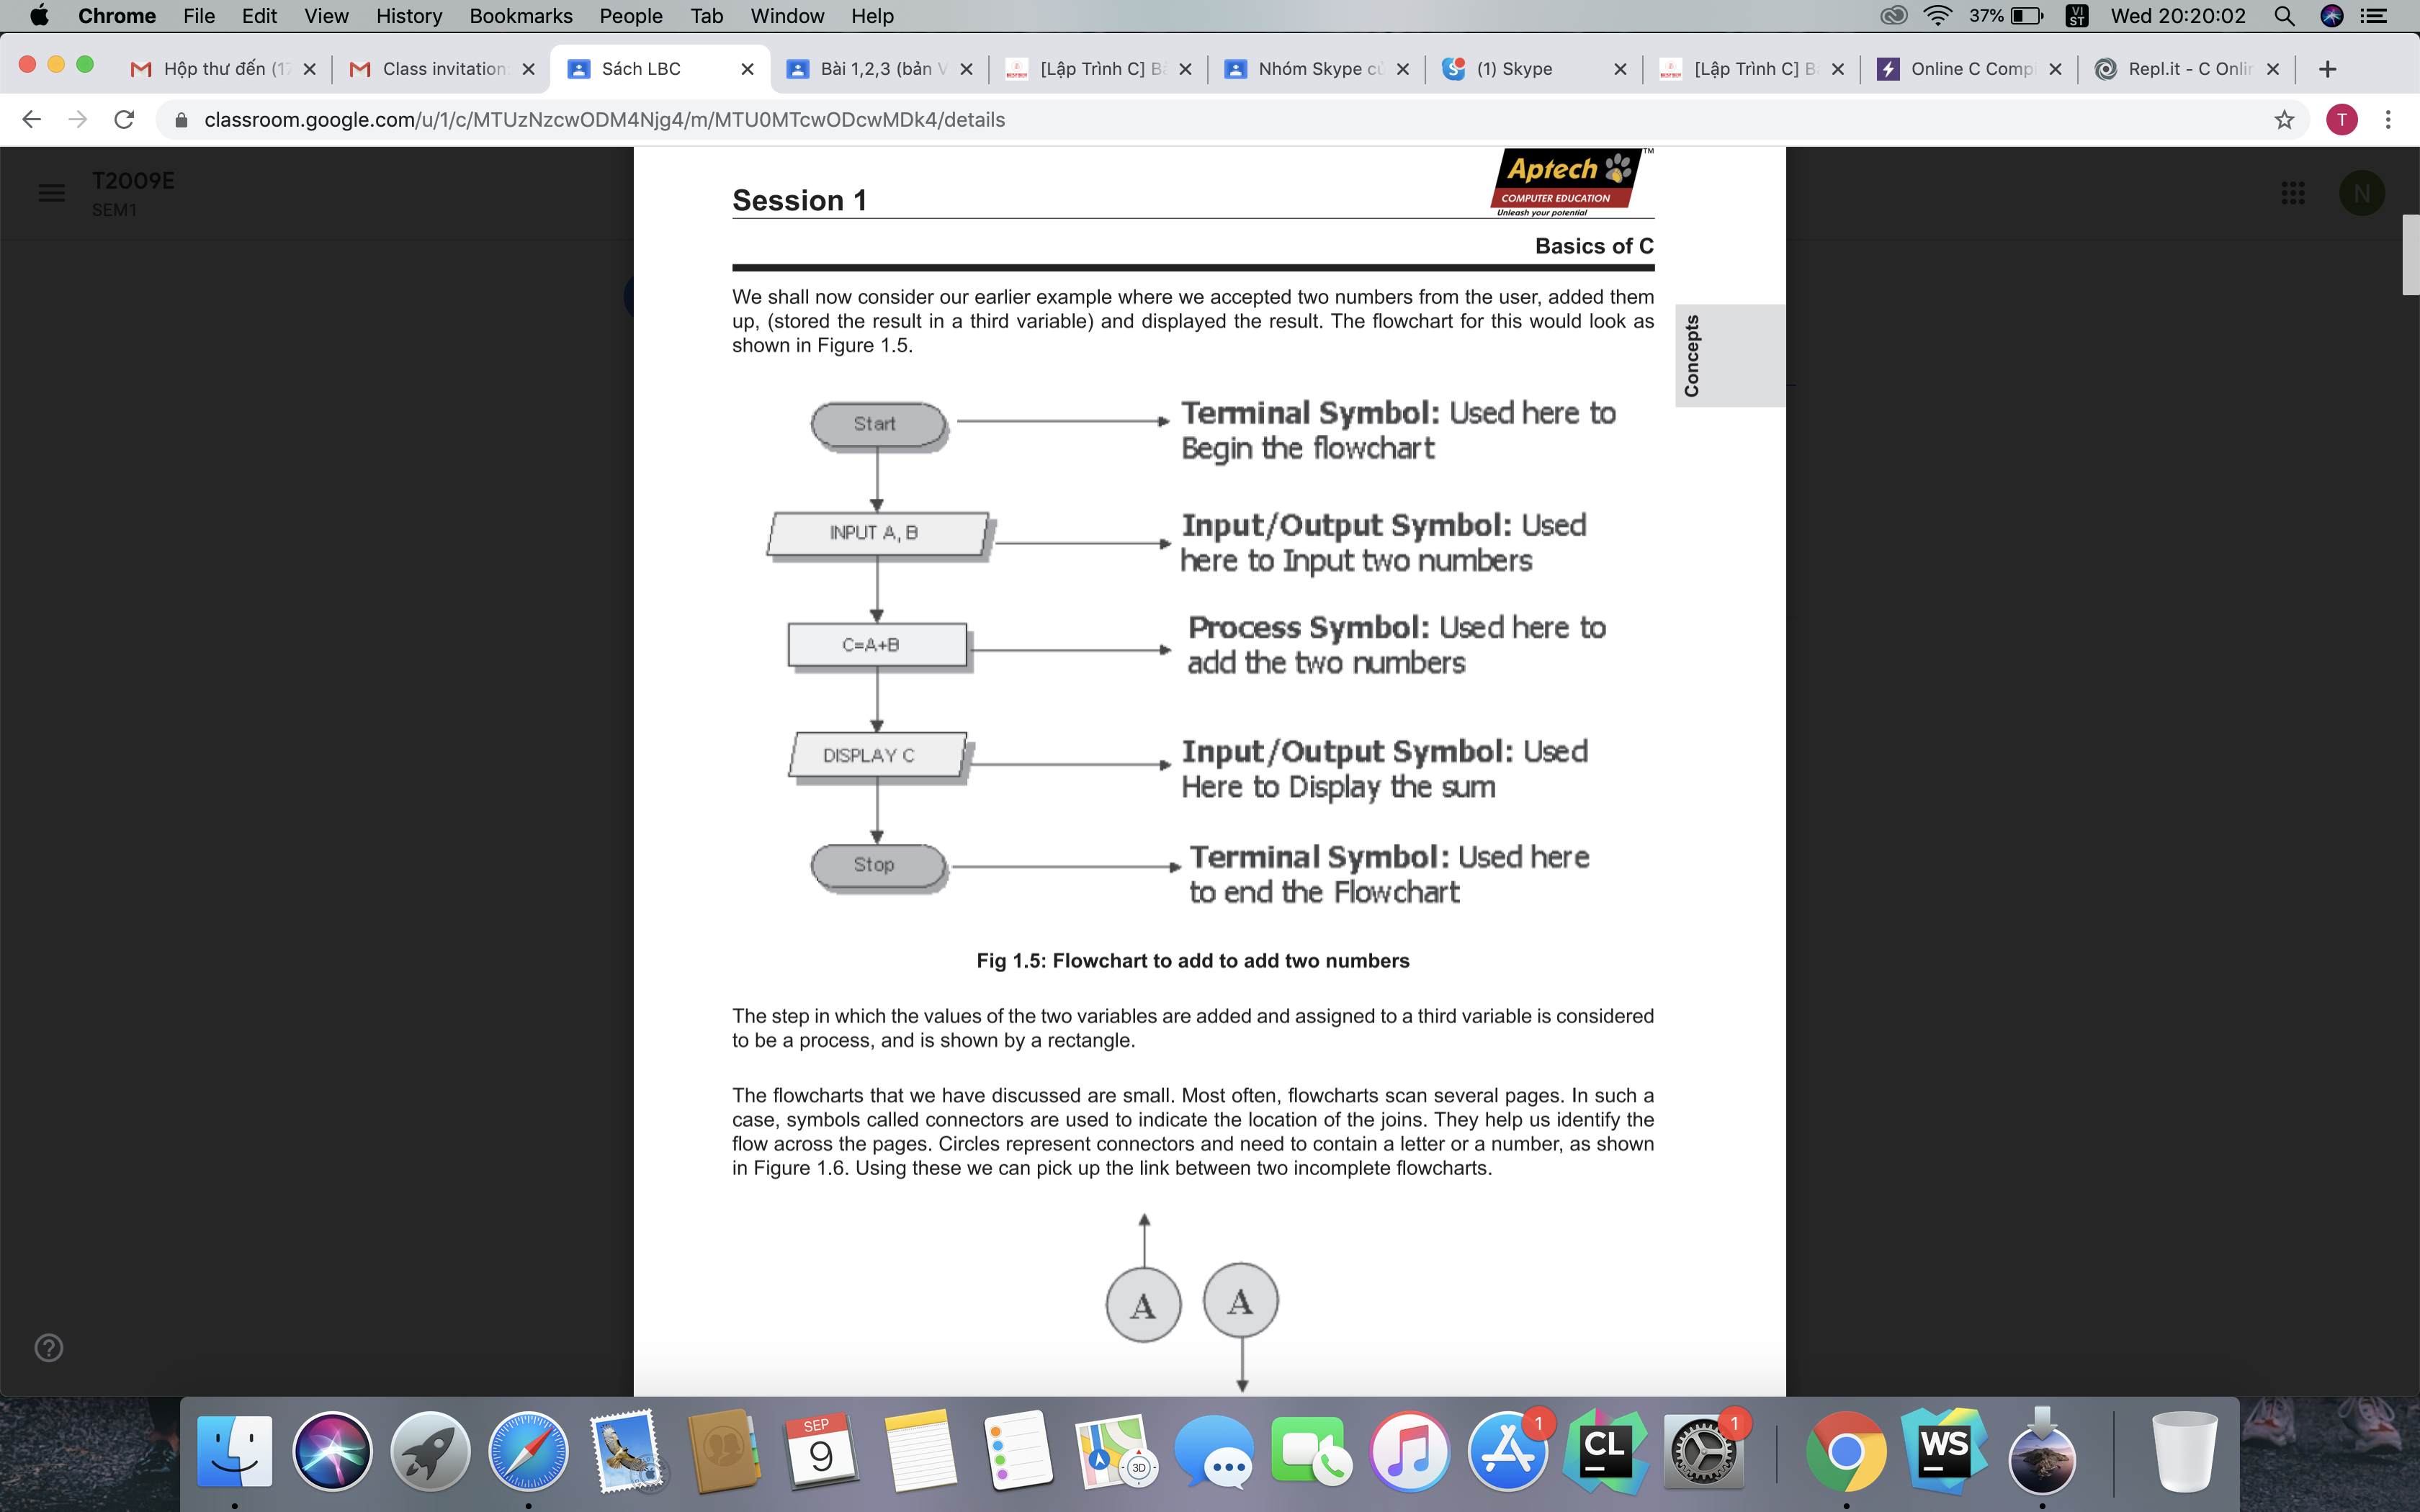 Chrome File Edit View History Bookmarks People Tab Window Help
37% VI ST Wed 20:20:02
Hộp thư đến (17
Class invitation:
Sách LBC
Bài 1,2,3 (bản V
[Lập Trình C] Bà
Nhóm Skype củ
(1) Skype
[Lập Trình C] B
Online C Comp
Repl.it - C Onlin
classroom.google.com/u/1/c/MTUzNzcwODM4Njg4/m/MTU0MTcwODcwMDk4/details
T
T2009E
SEM1
N
Aptech TM
COMPUTER EDUCATION
Unleash your potential
Session 1
Basics of C
We shall now consider our earlier example where we accepted two numbers from the user, added them
up, (stored the result in a third variable) and displayed the result. The flowchart for this would look as
shown in Figure 1.5.
Concepts
Start
Terminal Symbol: Used here to
Begin the flowchart
INPUT A, B
Input/Output Symbol: Used
here to Input two numbers
C=A+B
Process Symbol: Used here to
add the two numbers
DISPLAY C
Input/Output Symbol: Used
Here to Display the sum
Stop
Terminal Symbol: Used here
to end the Flowchart
Fig 1.5: Flowchart to add to add two numbers
The step in which the values of the two variables are added and assigned to a third variable is considered
to be a process, and is shown by a rectangle.
The flowcharts that we have discussed are small. Most often, flowcharts scan several pages. In such a
case, symbols called connectors are used to indicate the location of the joins. They help us identify the
flow across the pages. Circles represent connectors and need to contain a letter or a number, as shown
in Figure 1.6. Using these we can pick up the link between two incomplete flowcharts.
A A
SEP
9
3D
1
CL
1
WS